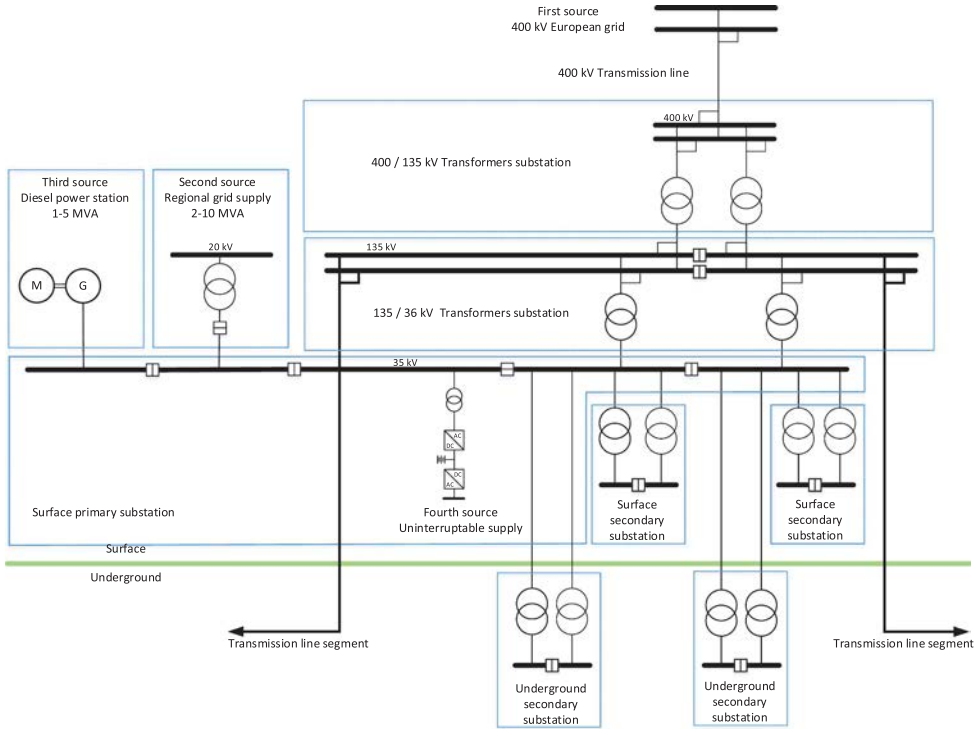 First source
400 kV European grid
400 kV Transmission line
400 kV
400 / 135 kV Transformers substation
Third source
Diesel power station
1-5 MVA
Second source
Regional grid supply
2-10 MVA
20 kV
M
G
135 kV
135 / 36 kV Transformers substation
35 kV
AC
DC
DC
AC
Fourth source
Uninterruptable supply
Surface primary substation
Surface
secondary
substation
Surface
secondary
substation
Surface
Underground
Transmission line segment
Transmission line segment
Underground
secondary
substation
Underground
secondary
substation